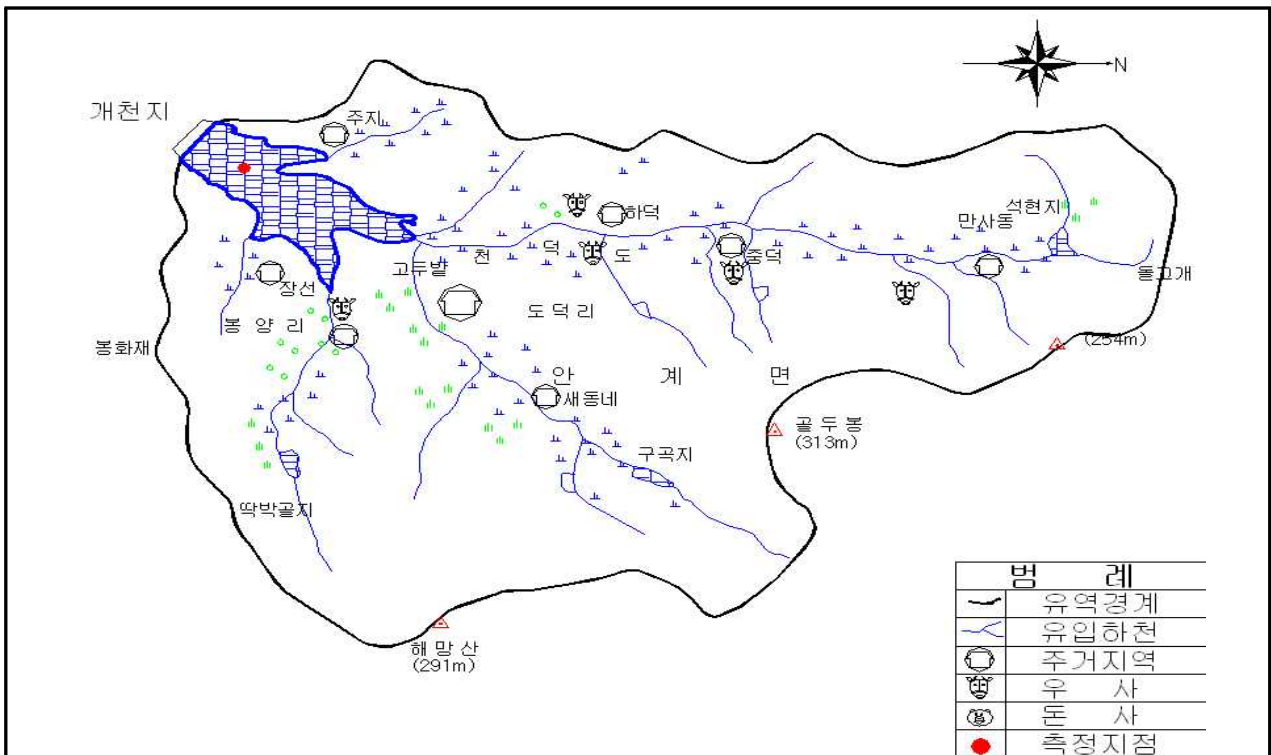 N
개천지
주지
하덕
만사동
석현지
돌고개
중덕
고두발
천
덕
도
장선
봉양리
도덕리
봉화재
(254m)
안계면
새동네
골두봉
(313m)
구곡지
딱박골지
해망산
(291m)
범 례
유역경계
유입하천
주거지역
우 사
돈 사
측정지점